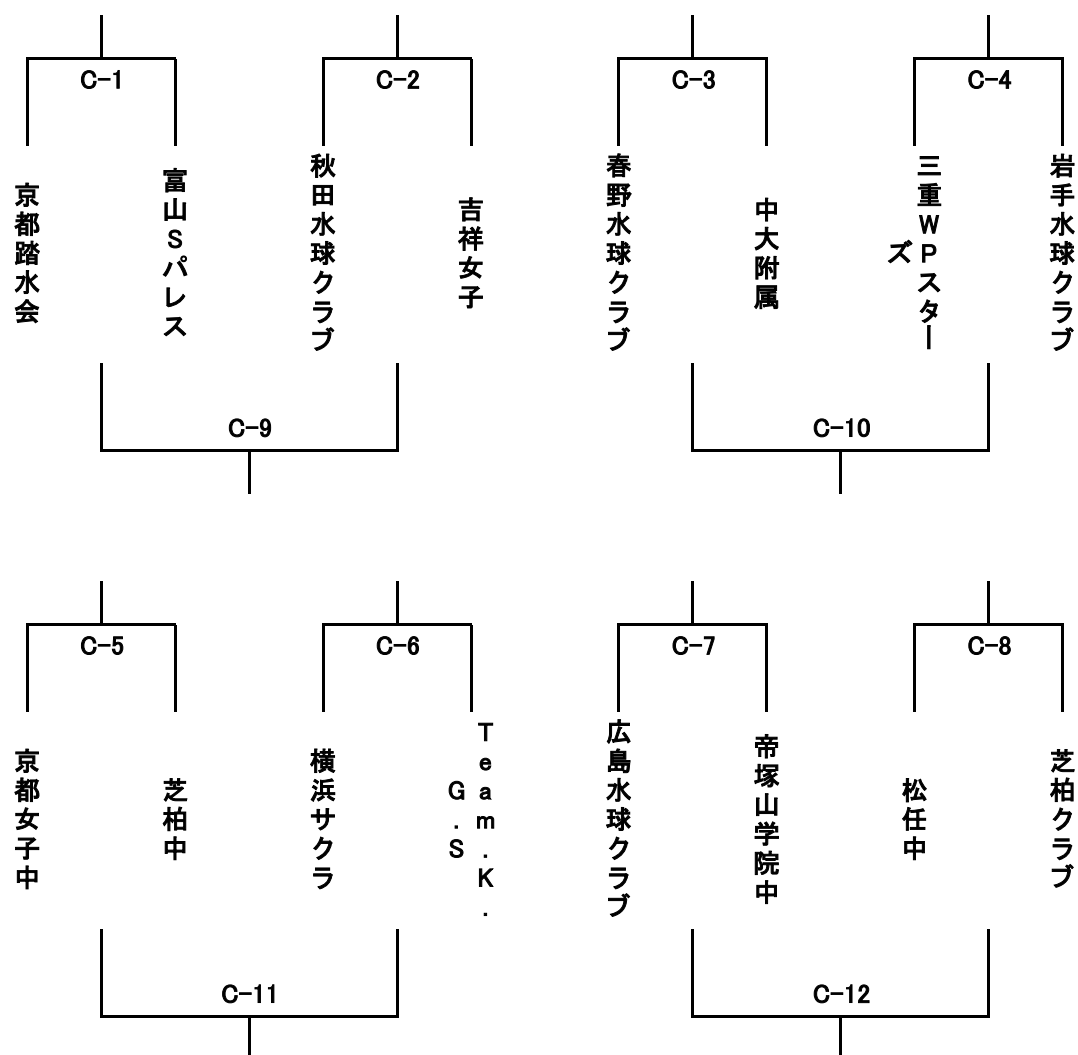 C-1
C-2
C-3
C-4
京都踏水会
富山Sパレス
秋田水球クラブ
吉祥女子
春野水球クラブ
中大附属
三重WPスター
ズ
岩手水球クラブ
C-9
C-10
C-5
C-6
C-7
C-8
京都女子中
芝柏中
横浜サクラ
Team.K.
G.S
広島水球クラブ
帝塚山学院中
松任中
芝柏クラブ
C-11
C-12